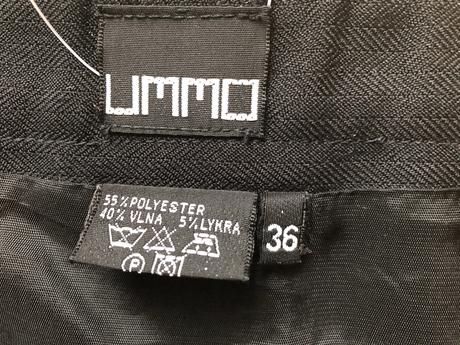 UMMO
55% POLYESTER
40% VLNA 5% LYKRA
36
P